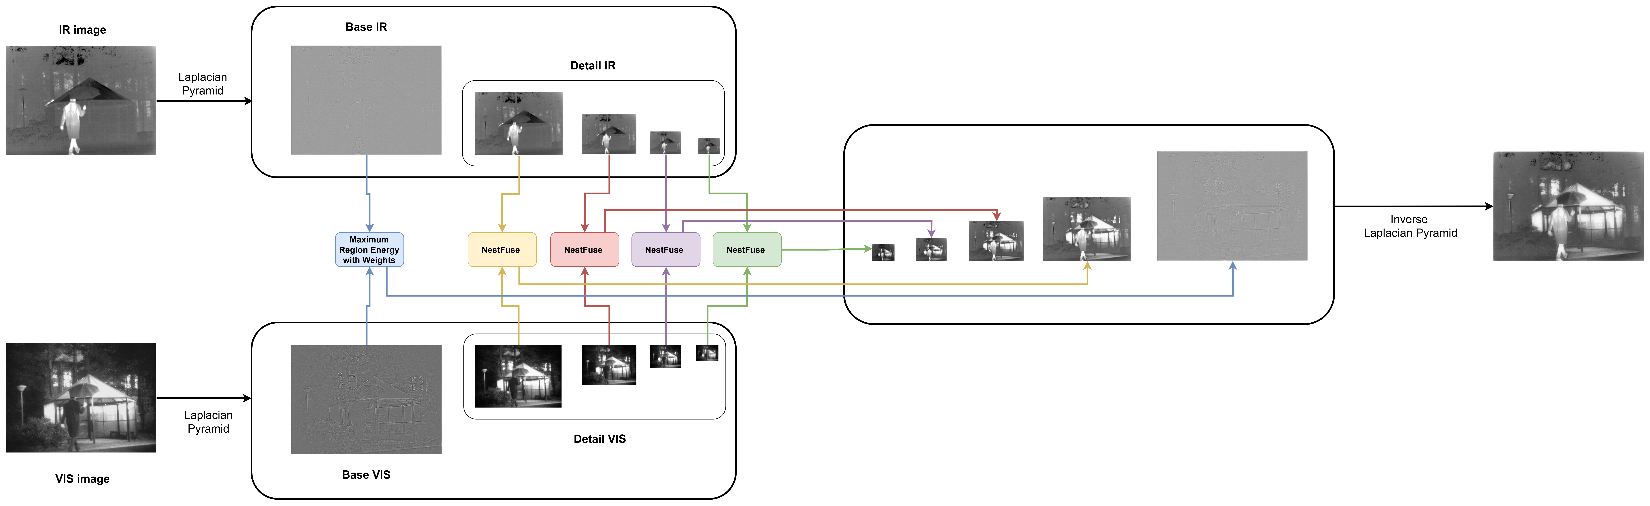 IR image
Laplacian
Pyramid
Base IR
Detail IR
Maximum
Region Energy
with Weights
NestFuse
NestFuse
NestFuse
NestFuse
Inverse
Laplacian Pyramid
Laplacian
Pyramid
Detail VIS
Base VIS
VIS image